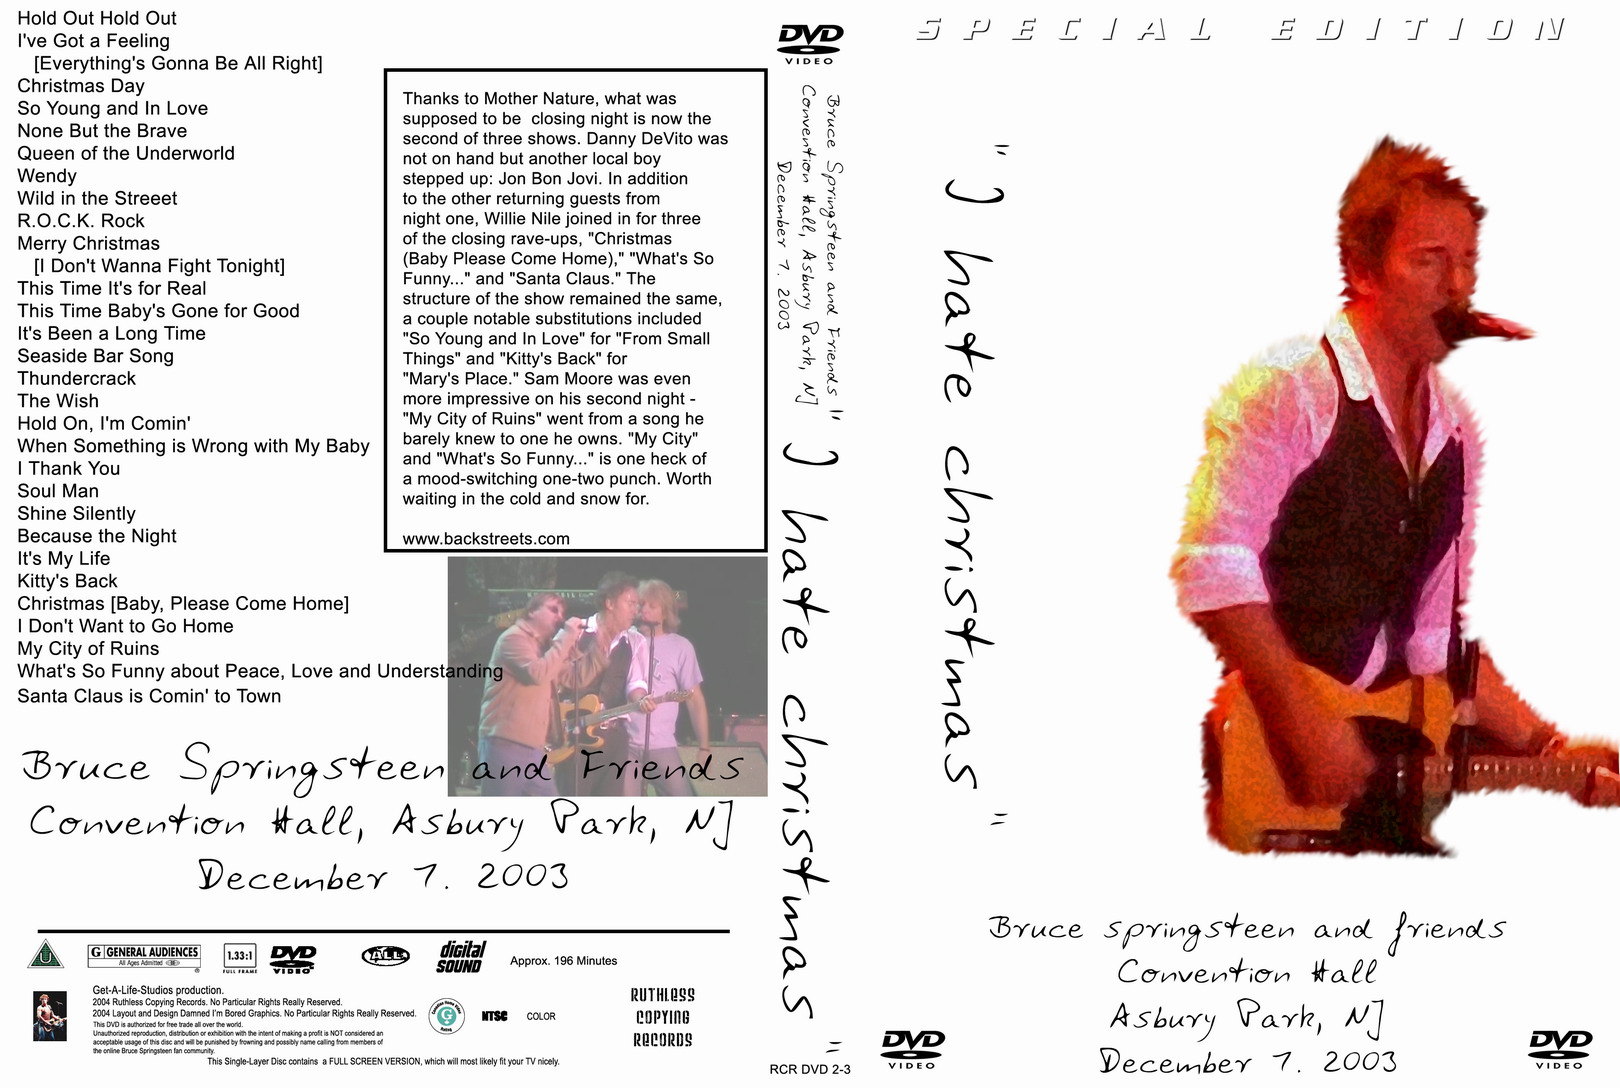 Hold Out Hold Out
I've Got a Feeling
[Everything's Gonna Be All Right]
Christmas Day
So Young and In Love
None But the Brave
Queen of the Underworld
Wendy
Wild in the Streeet
R.O.C.K. Rock
Merry Christmas
[I Don't Wanna Fight Tonight]
This Time It's for Real
This Time Baby's Gone for Good
It's Been a Long Time
Seaside Bar Song
Thundercrack
The Wish
Hold On, I'm Comin'
When Something is Wrong with My Baby
I Thank You
Soul Man
Shine Silently
Because the Night
It's My Life
Kitty's Back
Christmas [Baby, Please Come Home]
I Don't Want to Go Home
My City of Ruins
What's So Funny about Peace, Love and Understanding
Santa Claus is Comin' to Town
Thanks to Mother Nature, what was
supposed to be closing night is now the
second of three shows. Danny DeVito was
not on hand but another local boy
stepped up: Jon Bon Jovi. In addition
to the other returning guests from
night one, Willie Nile joined in for three
of the closing rave-ups, "Christmas
(Baby Please Come Home)," "What's So
Funny..." and "Santa Claus." The
structure of the show remained the same,
a couple notable substitutions included
"So Young and In Love" for "From Small
Things" and "Kitty's Back" for
"Mary's Place." Sam Moore was even
more impressive on his second night -
"My City of Ruins" went from a song he
barely knew to one he owns. "My City"
and "What's So Funny..." is one heck of
a mood-switching one-two punch. Worth
waiting in the cold and snow for.
www.backstreets.com
Bruce Springsteen and Friends
Convention Hall, Asbury Park, NJ
December 7. 2003
U
G GENERAL AUDIENCES
All Ages Admitted
1.33:1
FULL FRAME
DVD
VIDEO
ALL
digital
SOUND
Approx. 196 Minutes
Get-A-Life-Studios production.
2004 Ruthless Copying Records. No Particular Rights Really Reserved.
2004 Layout and Design Damned I'm Bored Graphics. No Particular Rights Really Reserved.
This DVD is authorized for free trade all over the world.
Unauthorized reproduction, distribution or exhibition with the intent of making a profit is NOT considered an
acceptable usage of this disc and will be punished by frowning and possibly name calling from members of
the online Bruce Springsteen fan community.
This Single-Layer Disc contains a FULL SCREEN VERSION, which will most likely fit your TV nicely.
G
NTSC
COLOR
RUTHLESS
COPYING
RECORDS
DVD
VIDEO
Bruce Springsteen and Friends
Convention Hall, Asbury Park, NJ
December 7. 2003
"I hate christmas"
RCR DVD 2-3
SPECIAL EDITION
"I hate christmas"
Bruce springsteen and friends
Convention Hall
Asbury Park, NJ
December 7. 2003
DVD
VIDEO
DVD
VIDEO